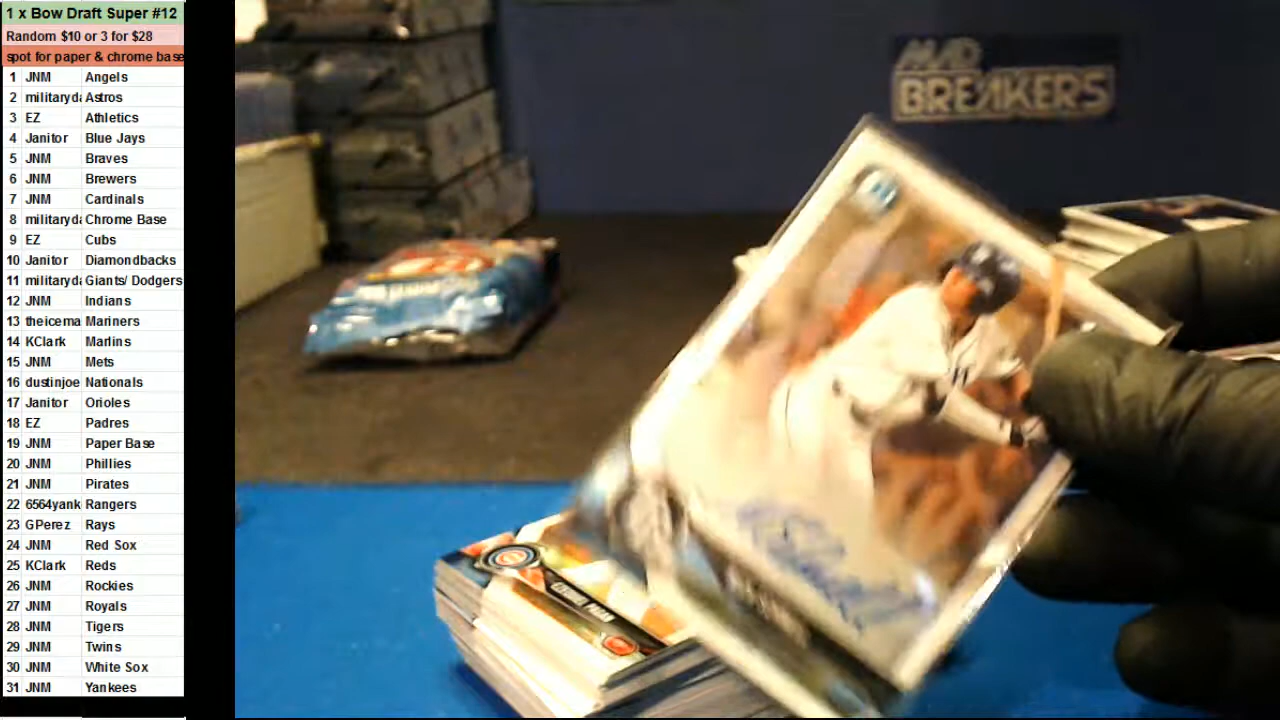 1 x Bow Draft Super #12
Random $10 or 3 for $28
spot for paper & chrome base
1 JNM Angels
2 militaryda Astros
3 EZ Athletics
4 Janitor Blue Jays
5 JNM Braves
6 JNM Brewers
7 JNM Cardinals
8 militaryda Chrome Base
9 EZ Cubs
10 Janitor Diamondbacks
11 militaryda Giants/ Dodgers
12 JNM Indians
13 theicema Mariners
14 KClark Marlins
15 JNM Mets
16 dustinjoe Nationals
17 Janitor Orioles
18 EZ Padres
19 JNM Paper Base
20 JNM Phillies
21 JNM Pirates
22 6564yank Rangers
23 GPerez Rays
24 JNM Red Sox
25 KClark Reds
26 JNM Rockies
27 JNM Royals
28 JNM Tigers
29 JNM Twins
30 JNM White Sox
31 JNM Yankees
MAD
BREAKERS